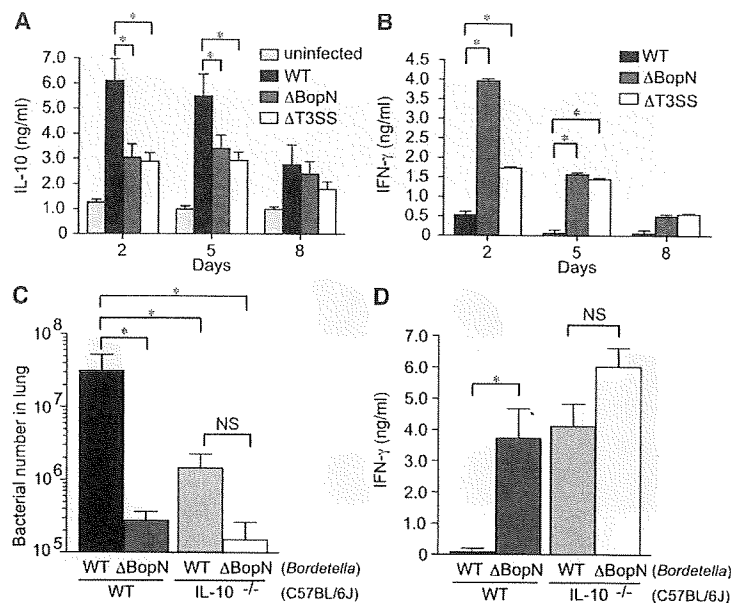 A
IL-10 (ng/ml)
7.0
6.0
5.0
4.0
3.0
2.0
1.0
0
*
*
*
*
uninfected
WT
ΔBopN
ΔT3SS
2
5
8
Days
B
IFN-γ (ng/ml)
4.5
4.0
3.5
3.0
2.5
2.0
1.5
1.0
0.5
0
*
*
*
*
WT
ΔBopN
ΔT3SS
2
5
8
Days
C
Bacterial number in lung
10⁸
10⁷
10⁶
10⁵
*
*
*
NS
WT ΔBopN WT ΔBopN (Bordetella)
WT IL-10 -/- (C57BL/6J)
D
IFN-γ (ng/ml)
7.0
6.0
5.0
4.0
3.0
2.0
1.0
0
*
NS
WT ΔBopN WT ΔBopN (Bordetella)
WT IL-10 -/- (C57BL/6J)